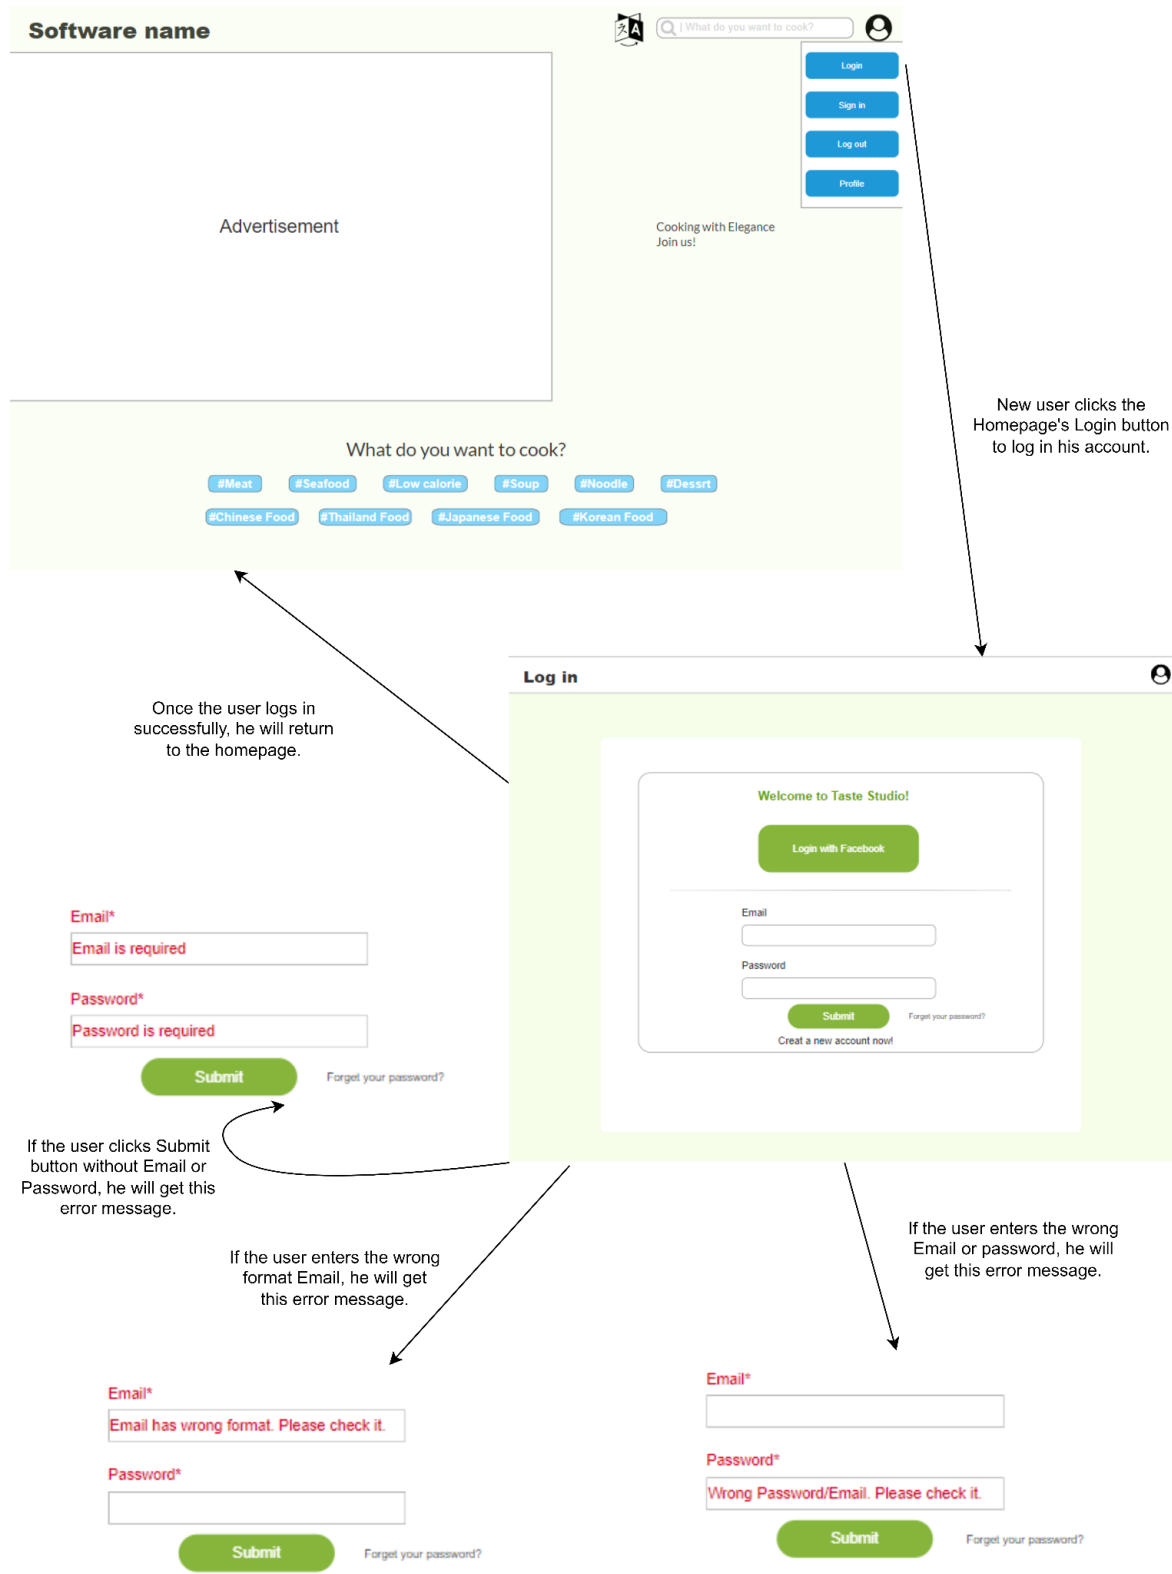 Software name
| What do you want to cook?
Login
Sign in
Log out
Profile
Advertisement
Cooking with Elegance
Join us!
What do you want to cook?
#Meat #Seafood #Low calorie #Soup #Noodle #Dessrt
#Chinese Food #Thailand Food #Japanese Food #Korean Food
New user clicks the
Homepage's Login button
to log in his account.
Once the user logs in
successfully, he will return
to the homepage.
Log in
Welcome to Taste Studio!
Login with Facebook
Email
Password
Submit Forget your password?
Creat a new account now!
Email*
Email is required
Password*
Password is required
Submit Forget your password?
If the user clicks Submit
button without Email or
Password, he will get this
error message.
If the user enters the wrong
format Email, he will get
this error message.
If the user enters the wrong
Email or password, he will
get this error message.
Email*
Email has wrong format. Please check it.
Password*
Submit Forget your password?
Email*
Password*
Wrong Password/Email. Please check it.
Submit Forget your password?